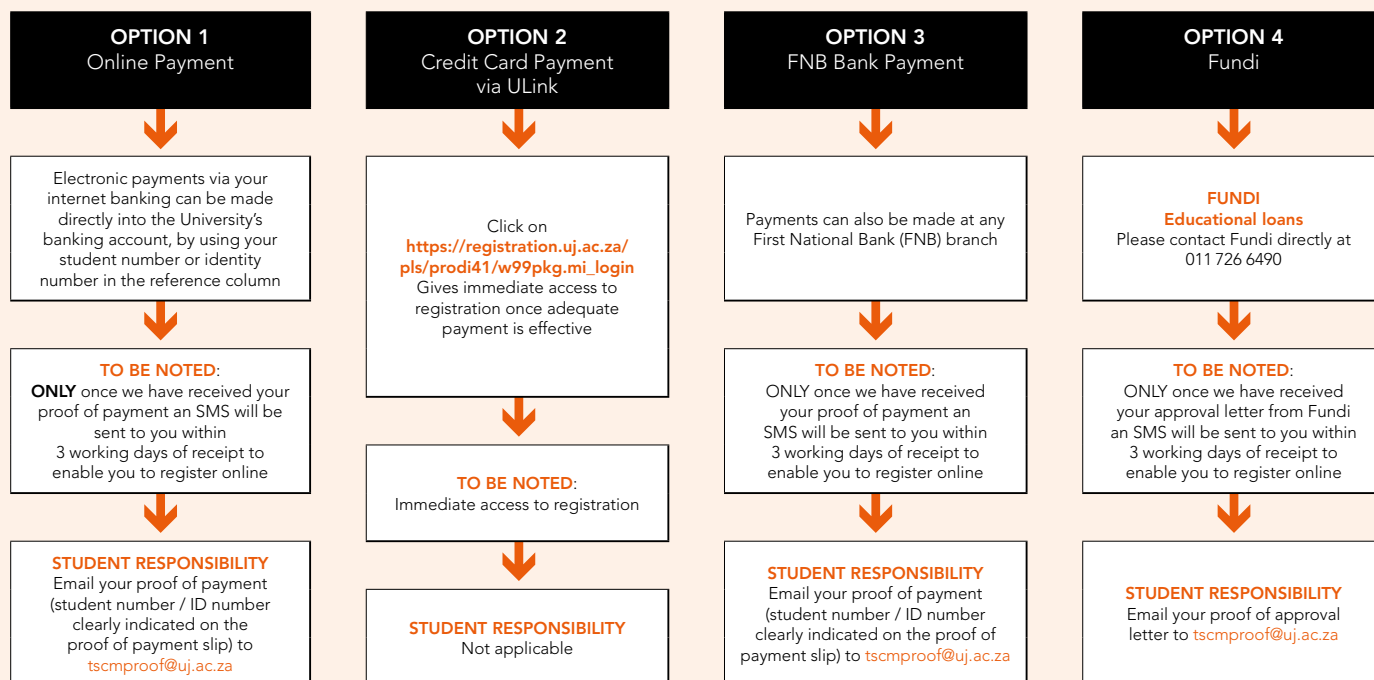 OPTION 1
Online Payment
Electronic payments via your
internet banking can be made
directly into the University's
banking account, by using your
student number or identity
number in the reference column
TO BE NOTED:
ONLY once we have received your
proof of payment an SMS will be
sent to you within
3 working days of receipt to
enable you to register online
STUDENT RESPONSIBILITY
Email your proof of payment
(student number / ID number
clearly indicated on the
proof of payment slip) to
tscmproof@uj.ac.za
OPTION 2
Credit Card Payment
via ULink
Click on
https://registration.uj.ac.za/
pls/prodi41/w99pkg.mi_login
Gives immediate access to
registration once adequate
payment is effective
TO BE NOTED:
Immediate access to registration
STUDENT RESPONSIBILITY
Not applicable
OPTION 3
FNB Bank Payment
Payments can also be made at any
First National Bank (FNB) branch
TO BE NOTED:
ONLY once we have received
your proof of payment an
SMS will be sent to you within
3 working days of receipt to
enable you to register online
STUDENT RESPONSIBILITY
Email your proof of payment
(student number / ID number
clearly indicated on the proof of
payment slip) to tscmproof@uj.ac.za
OPTION 4
Fundi
FUNDI
Educational loans
Please contact Fundi directly at
011 726 6490
TO BE NOTED:
ONLY once we have received
your approval letter from Fundi
an SMS will be sent to you within
3 working days of receipt to
enable you to register online
STUDENT RESPONSIBILITY
Email your proof of approval
letter to tscmproof@uj.ac.za